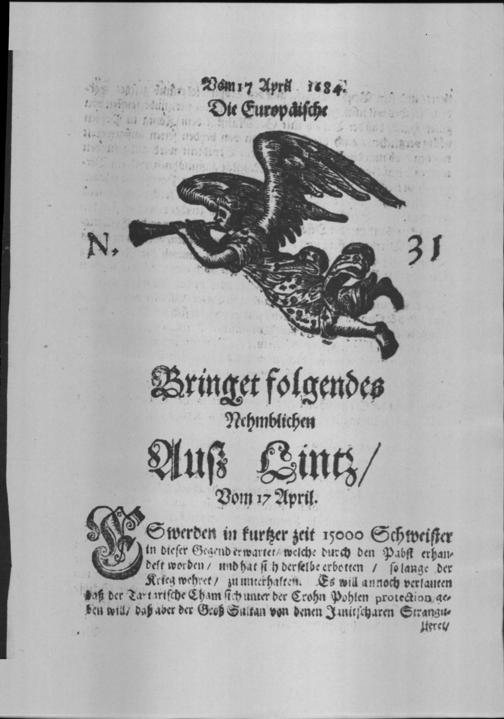 Vom 17 April 1684.
Die Europäische
N. 31
Bringet folgendes
Nehmblichen
Auß Lintz/
Vom 17 April.
ES werden in kurtzer zeit 15000 Schweitzer
in dieser Gegend erwartet/ welche durch den Pabst erhan-
delt worden/ und hat sich derselbe erbotten / so lange der
Krieg wehret/ zu unterhalten. Es will annoch verlauten
daß der Tartarische Cham sich unter der Crohn Pohlen protection ge-
ben will/ daß aber der Groß Sultan von denen Janitscharen Strangu-
liret/